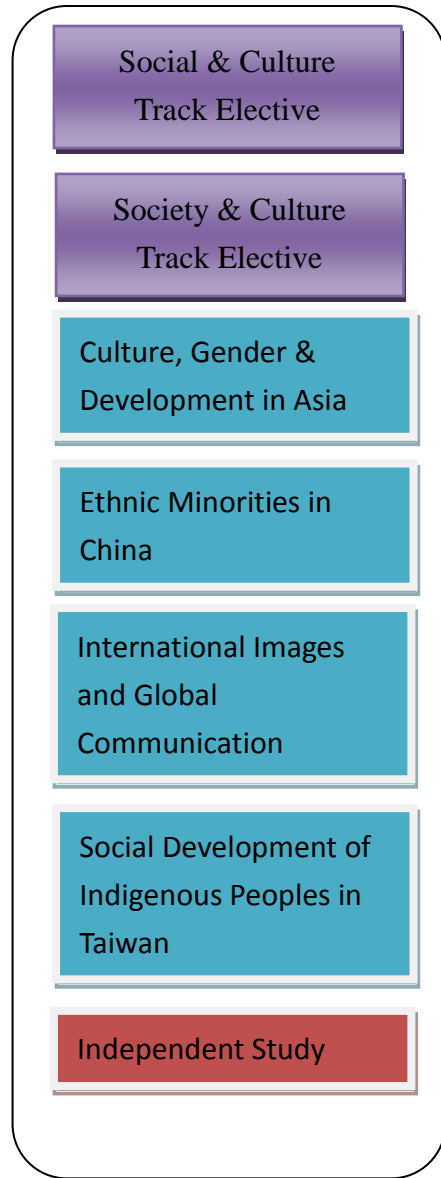 Social & Culture
Track Elective
Society & Culture
Track Elective
Culture, Gender &
Development in Asia
Ethnic Minorities in
China
International Images
and Global
Communication
Social Development of
Indigenous Peoples in
Taiwan
Independent Study